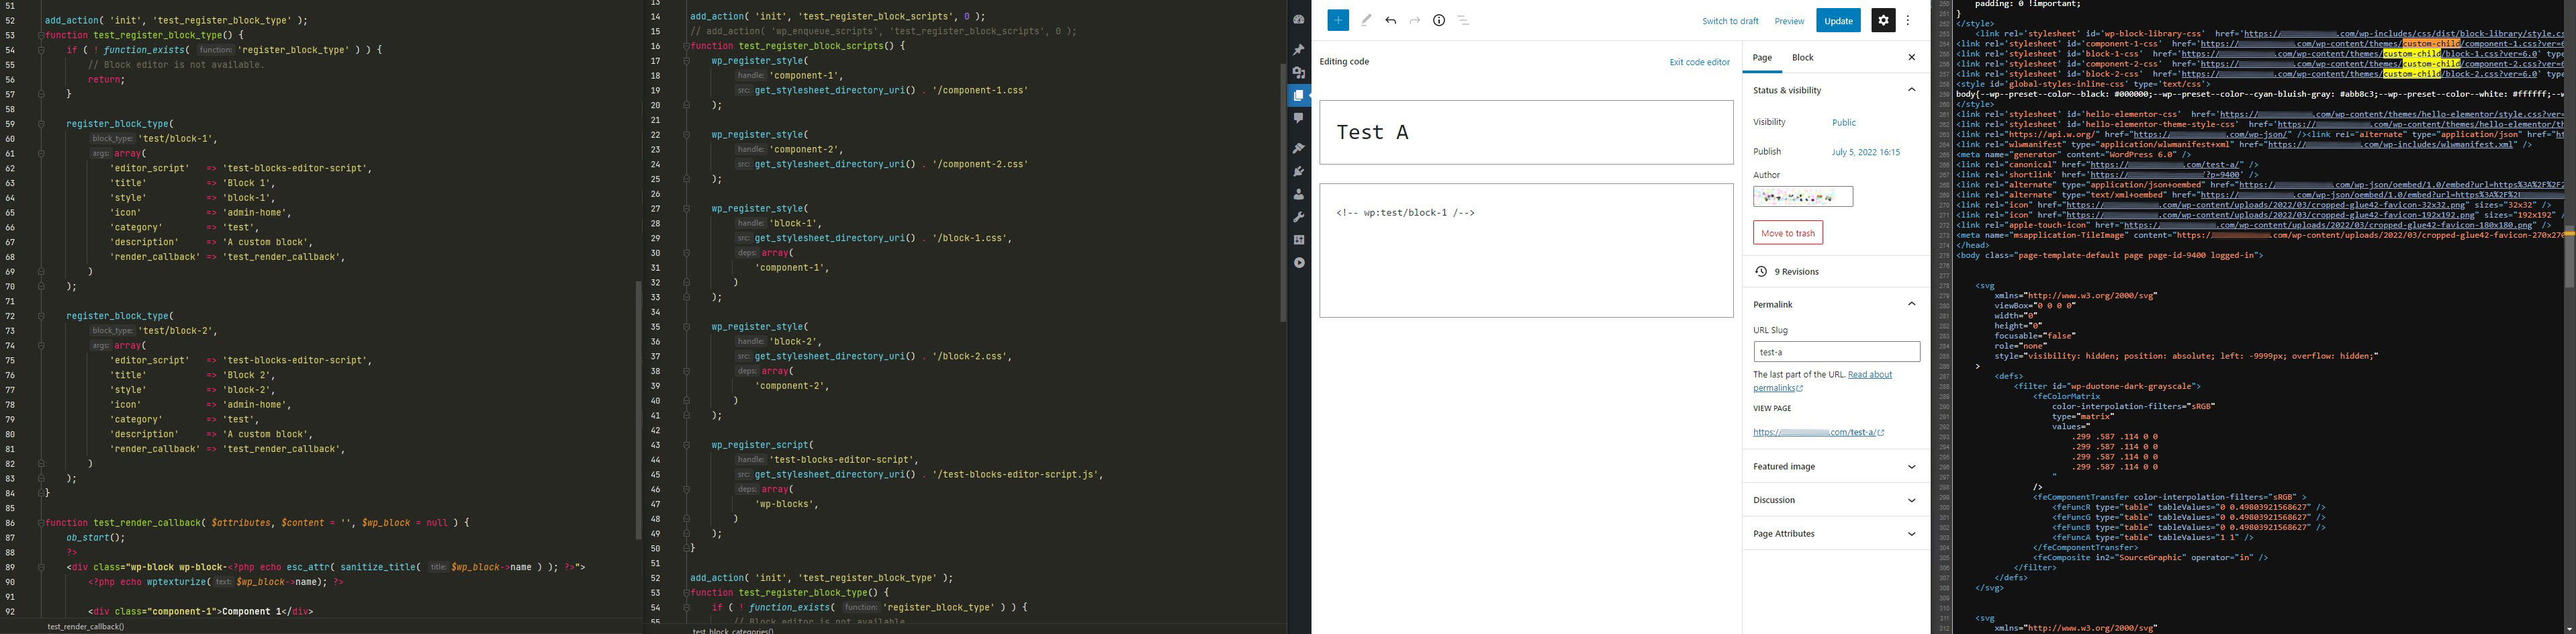 51
52 add_action( 'init', 'test_register_block_type' );
53 function test_register_block_type() {
54 if ( ! function_exists( function: 'register_block_type' ) ) {
55 // Block editor is not available.
56 return;
57 }
58
59 register_block_type(
60 block_type: 'test/block-1',
61 args: array(
62 'editor_script' => 'test-blocks-editor-script',
63 'title' => 'Block 1',
64 'style' => 'block-1',
65 'icon' => 'admin-home',
66 'category' => 'test',
67 'description' => 'A custom block',
68 'render_callback' => 'test_render_callback',
69 )
70 );
71
72 register_block_type(
73 block_type: 'test/block-2',
74 args: array(
75 'editor_script' => 'test-blocks-editor-script',
76 'title' => 'Block 2',
77 'style' => 'block-2',
78 'icon' => 'admin-home',
79 'category' => 'test',
80 'description' => 'A custom block',
81 'render_callback' => 'test_render_callback',
82 )
83 );
84 }
85
86 function test_render_callback( $attributes, $content = '', $wp_block = null ) {
87 ob_start();
88 ?>
89 <div class="wp-block wp-block-<?php echo esc_attr( sanitize_title( title: $wp_block->name ) ); ?>">
90 <?php echo wptexturize( text: $wp_block->name); ?>
91
92 <div class="component-1">Component 1</div>
test_render_callback()
13
14 add_action( 'init', 'test_register_block_scripts', 0 );
15 // add_action( 'wp_enqueue_scripts', 'test_register_block_scripts', 0 );
16 function test_register_block_scripts() {
17 wp_register_style(
18 handle: 'component-1',
19 src: get_stylesheet_directory_uri() . '/component-1.css'
20 );
21
22 wp_register_style(
23 handle: 'component-2',
24 src: get_stylesheet_directory_uri() . '/component-2.css'
25 );
26
27 wp_register_style(
28 handle: 'block-1',
29 src: get_stylesheet_directory_uri() . '/block-1.css',
30 deps: array(
31 'component-1',
32 )
33 );
34
35 wp_register_style(
36 handle: 'block-2',
37 src: get_stylesheet_directory_uri() . '/block-2.css',
38 deps: array(
39 'component-2',
40 )
41 );
42
43 wp_register_script(
44 handle: 'test-blocks-editor-script',
45 src: get_stylesheet_directory_uri() . '/test-blocks-editor-script.js',
46 deps: array(
47 'wp-blocks',
48 )
49 );
50 }
51
52 add_action( 'init', 'test_register_block_type' );
53 function test_register_block_type() {
54 if ( ! function_exists( function: 'register_block_type' ) ) {
55 // Block editor is not available
test_block_categories()
Switch to draft Preview Update
Editing code Exit code editor
Test A
<!-- wp:test/block-1 /-->
Page Block
Status & visibility
Visibility Public
Publish July 5, 2022 16:15
Author
Move to trash
9 Revisions
Permalink
URL Slug
test-a
The last part of the URL. Read about
permalinks
VIEW PAGE
https:// .com/test-a/
Featured image
Discussion
Page Attributes
padding: 0 !important;
}
</style>
<link rel='stylesheet' id='wp-block-library-css' href='https:// .com/wp-includes/css/dist/block-library/style.cs
<link rel='stylesheet' id='component-1-css' href='https:// .com/wp-content/themes/custom-child/component-1.css?ver=6
<link rel='stylesheet' id='block-1-css' href='https:// .com/wp-content/themes/custom-child/block-1.css?ver=6.0' typ
<link rel='stylesheet' id='component-2-css' href='https:// .com/wp-content/themes/custom-child/component-2.css?ver=6
<link rel='stylesheet' id='block-2-css' href='https:// .com/wp-content/themes/custom-child/block-2.css?ver=6.0' typ
<style id='global-styles-inline-css' type='text/css'>
body{--wp--preset--color--black: #000000;--wp--preset--color--cyan-bluish-gray: #abb8c3;--wp--preset--color--white: #ffffff;--w
</style>
<link rel='stylesheet' id='hello-elementor-css' href='https:// .com/wp-content/themes/hello-elementor/style.css?ver
<link rel='stylesheet' id='hello-elementor-theme-style-css' href='https:// .com/wp-content/themes/hello-elementor/th
<link rel="https://api.w.org/" href="https:// .com/wp-json/" /><link rel="alternate" type="application/json" href="ht
<link rel="wlwmanifest" type="application/wlwmanifest+xml" href="https:// .com/wp-includes/wlwmanifest.xml" />
<meta name="generator" content="WordPress 6.0" />
<link rel="canonical" href="https:// .com/test-a/" />
<link rel='shortlink' href='https:// /?p=9400' />
<link rel="alternate" type="application/json+oembed" href="https:// .com/wp-json/oembed/1.0/embed?url=https%3A%2F%2F
<link rel="alternate" type="text/xml+oembed" href="https:// .com/wp-json/oembed/1.0/embed?url=https%3A%2F%2F
<link rel="icon" href="https:// .com/wp-content/uploads/2022/03/cropped-glue42-favicon-32x32.png" sizes="32x32" />
<link rel="icon" href="https:// .com/wp-content/uploads/2022/03/cropped-glue42-favicon-192x192.png" sizes="192x192" /
<link rel="apple-touch-icon" href="https:// .com/wp-content/uploads/2022/03/cropped-glue42-favicon-180x180.png" />
<meta name="msapplication-TileImage" content="https:// .com/wp-content/uploads/2022/03/cropped-glue42-favicon-270x270
</head>
<body class="page-template-default page page-id-9400 logged-in">
<svg
xmlns="http://www.w3.org/2000/svg"
viewBox="0 0 0 0"
width="0"
height="0"
focusable="false"
role="none"
style="visibility: hidden; position: absolute; left: -9999px; overflow: hidden;"
>
<defs>
<filter id="wp-duotone-dark-grayscale">
<feColorMatrix
color-interpolation-filters="sRGB"
type="matrix"
values="
.299 .587 .114 0 0
.299 .587 .114 0 0
.299 .587 .114 0 0
.299 .587 .114 0 0
"
/>
<feComponentTransfer color-interpolation-filters="sRGB" >
<feFuncR type="table" tableValues="0 0.49803921568627" />
<feFuncG type="table" tableValues="0 0.49803921568627" />
<feFuncB type="table" tableValues="0 0.49803921568627" />
<feFuncA type="table" tableValues="1 1" />
</feComponentTransfer>
<feComposite in2="SourceGraphic" operator="in" />
</filter>
</defs>
</svg>
<svg
xmlns="http://www.w3.org/2000/svg"